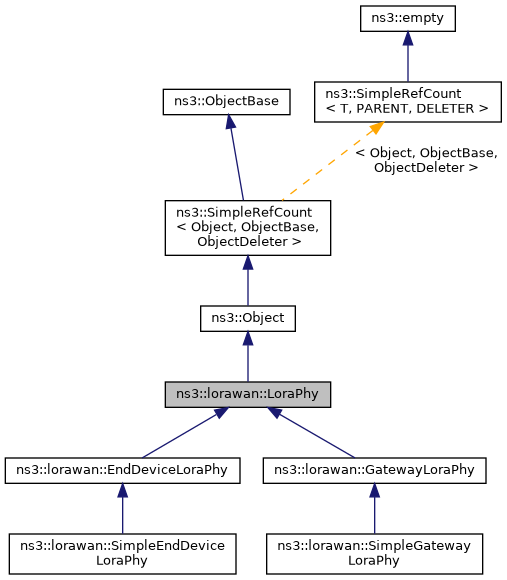 ns3::empty
ns3::SimpleRefCount
< T, PARENT, DELETER >
ns3::ObjectBase
< Object, ObjectBase,
ObjectDeleter >
ns3::SimpleRefCount
< Object, ObjectBase,
ObjectDeleter >
ns3::Object
ns3::lorawan::LoraPhy
ns3::lorawan::EndDeviceLoraPhy
ns3::lorawan::GatewayLoraPhy
ns3::lorawan::SimpleEndDevice
LoraPhy
ns3::lorawan::SimpleGateway
LoraPhy